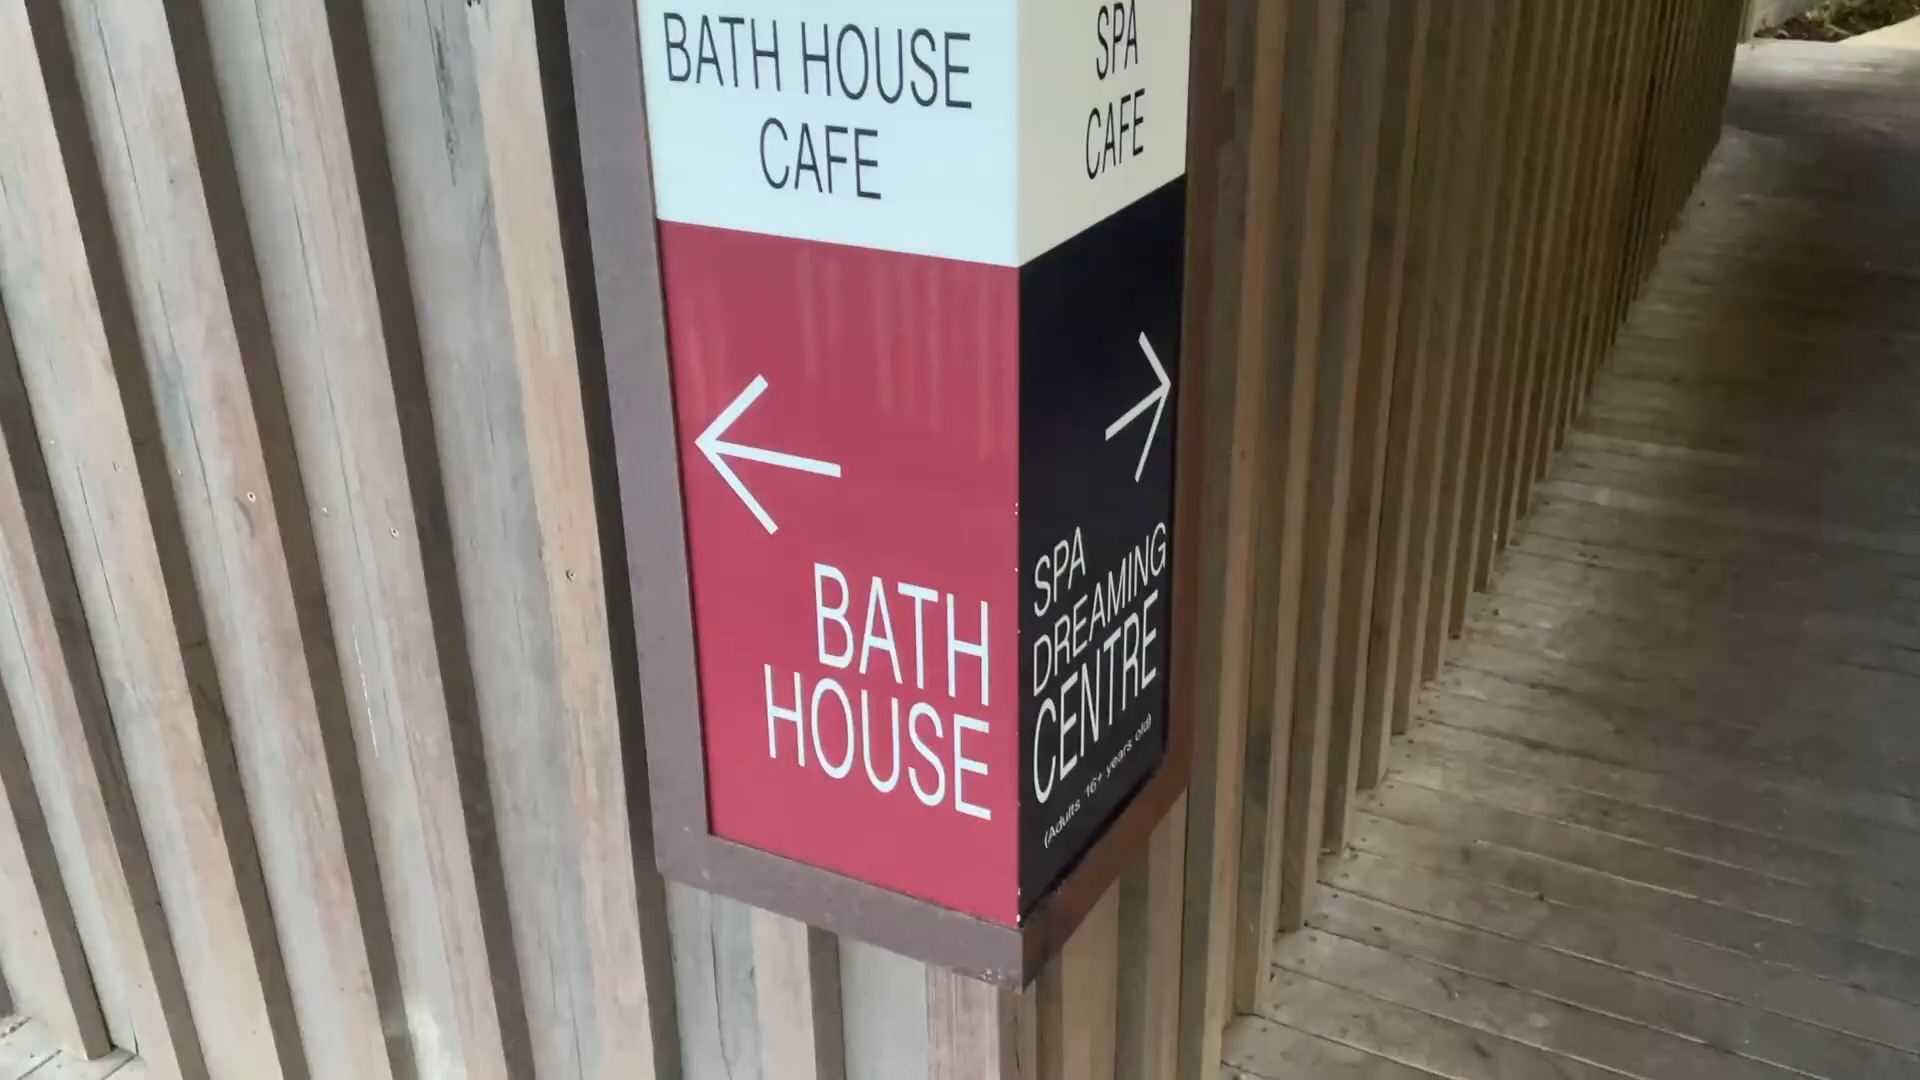 BATH HOUSE
CAFE
SPA
CAFE
BATH
HOUSE
SPA
DREAMING
CENTRE
(Adults 16+ years old)